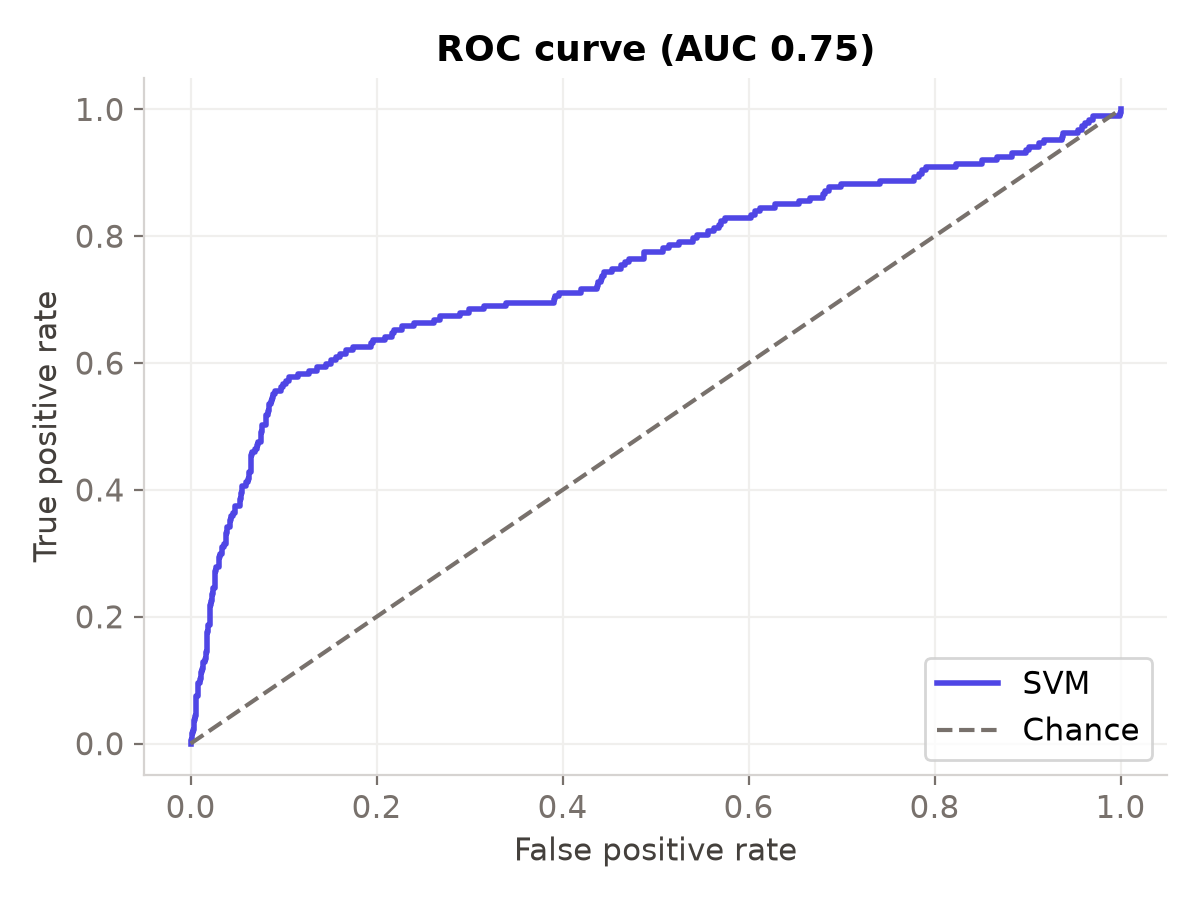 ROC curve (AUC 0.75)
True positive rate
1.0
0.8
0.6
0.4
0.2
0.0
SVM
Chance
0.0 0.2 0.4 0.6 0.8 1.0
False positive rate